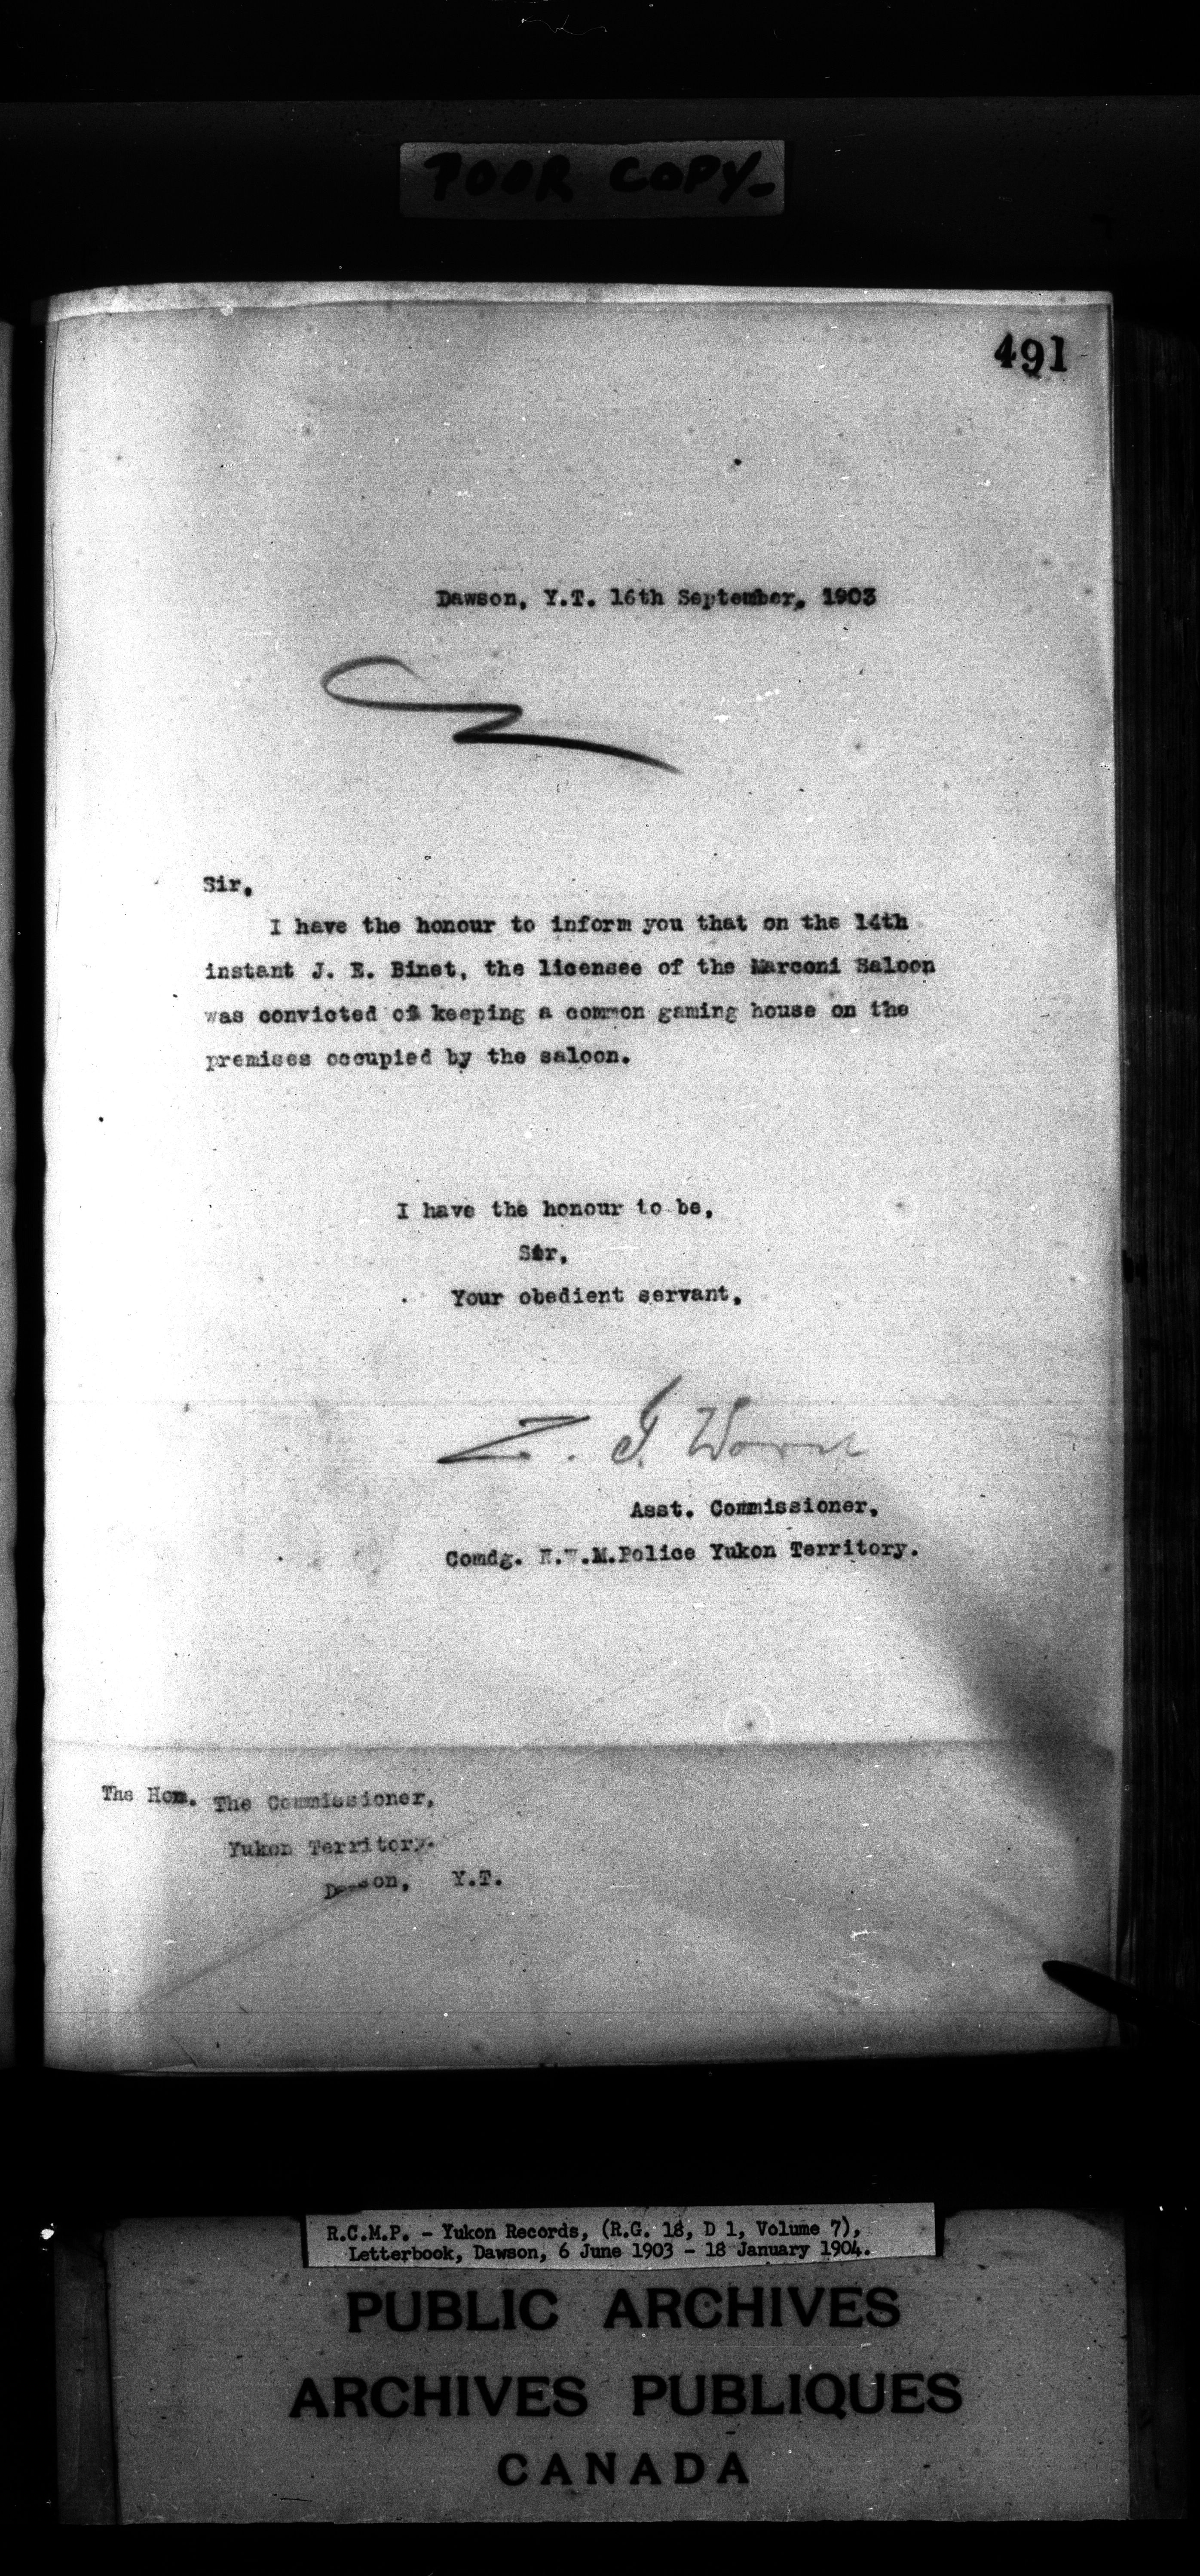 POOR COPY-
491
Dawson, Y.T. 16th September, 1903
Sir,
I have the honour to inform you that on the 14th
instant J. E. Binet, the licensee of the Marconi Saloon
was convicted of keeping a common gaming house on the
premises occupied by the saloon.
I have the honour to be,
Sir,
Your obedient servant,
Z. T. Wood
Asst. Commissioner,
Comdg. N.W.M.Police Yukon Territory.
The Hon. The Commissioner,
Yukon Territory.
Dawson, Y.T.
R.C.M.P. - Yukon Records, (R.G. 18, D 1, Volume 7),
Letterbook, Dawson, 6 June 1903 - 18 January 1904.
PUBLIC ARCHIVES
ARCHIVES PUBLIQUES
CANADA